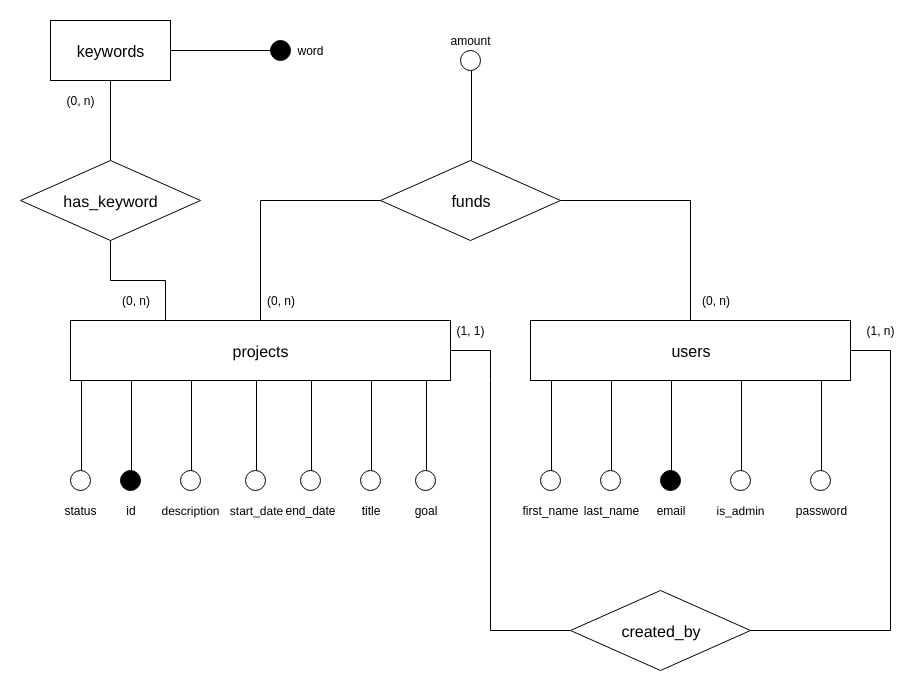 keywords
word
amount
(0, n)
has_keyword
funds
(0, n)
(0, n)
(0, n)
projects
(1, 1)
users
(1, n)
status
id
description
start_date
end_date
title
goal
first_name
last_name
email
is_admin
password
created_by